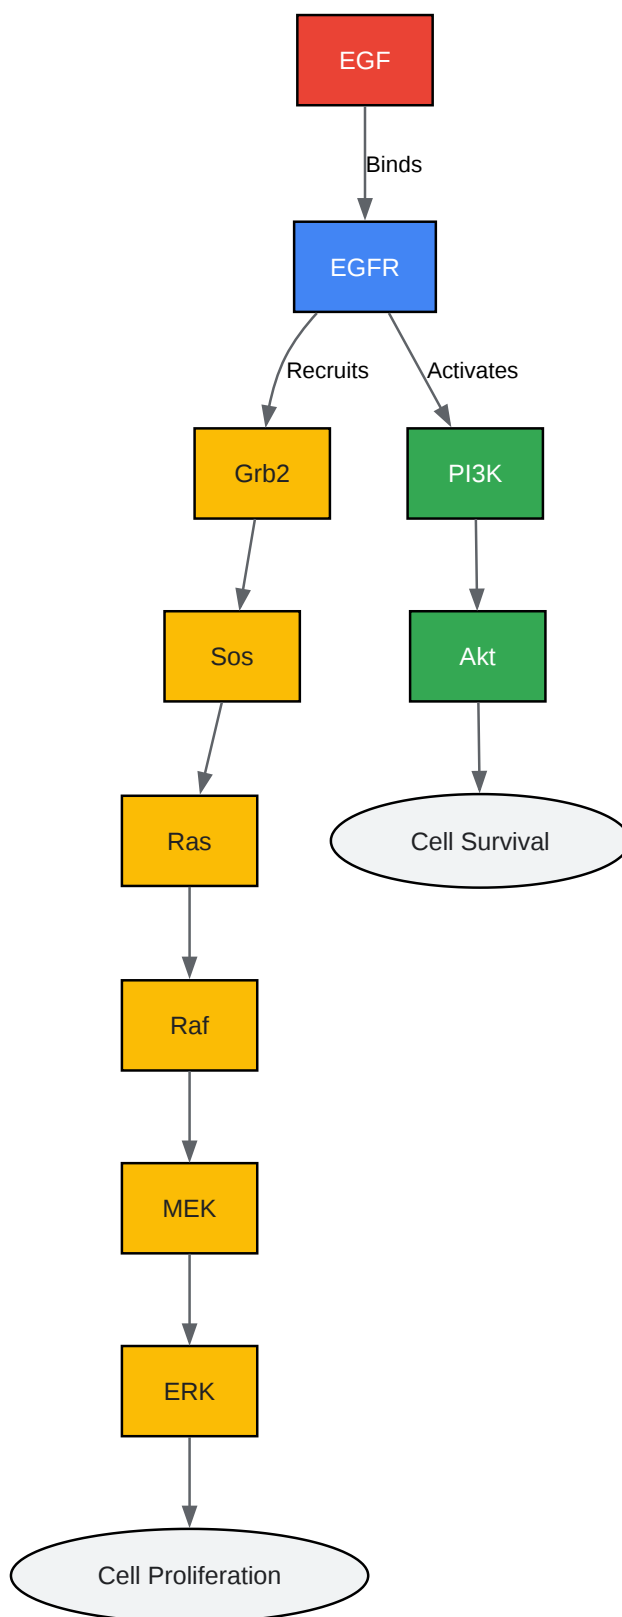 EGF
Binds
EGFR
Recruits
Activates
Grb2
PI3K
Sos
Akt
Ras
Cell Survival
Raf
MEK
ERK
Cell Proliferation